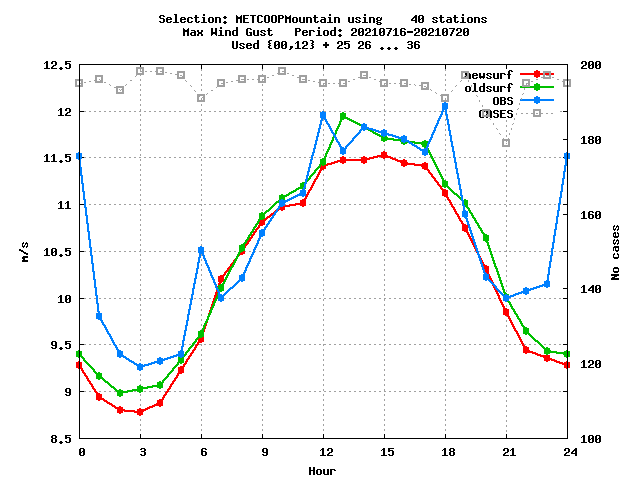 Selection: METCOOPMountain using    40 stations
Max Wind Gust   Period: 20210716-20210720
Used {00,12} + 25 26 ... 36
12.5
12
11.5
11
10.5
10
9.5
9
8.5
m/s
200
180
160
140
120
100
No cases
newsurf
oldsurf
OBS
CASES
0 3 6 9 12 15 18 21 24
Hour